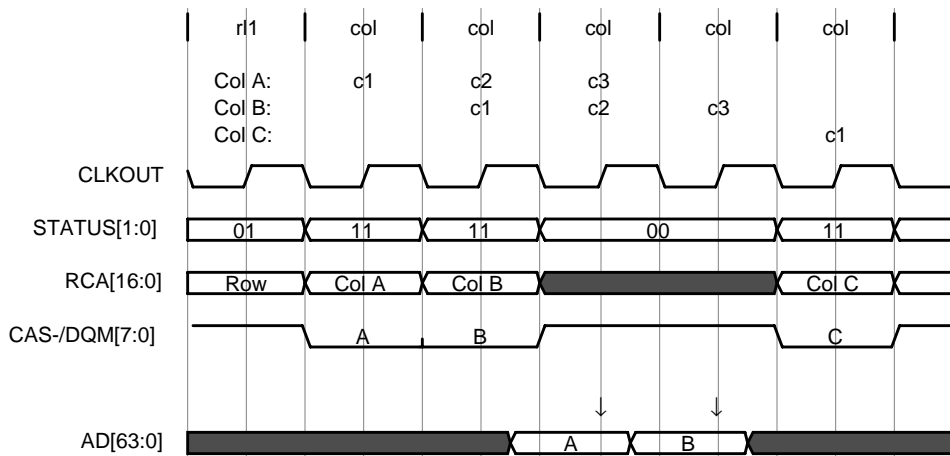 rl1 col col col col col
Col A: c1 c2 c3
Col B: c1 c2 c3
Col C: c1
CLKOUT
STATUS[1:0] 01 11 11 00 11
RCA[16:0] Row Col A Col B Col C
CAS-/DQM[7:0] A B C
AD[63:0] A B